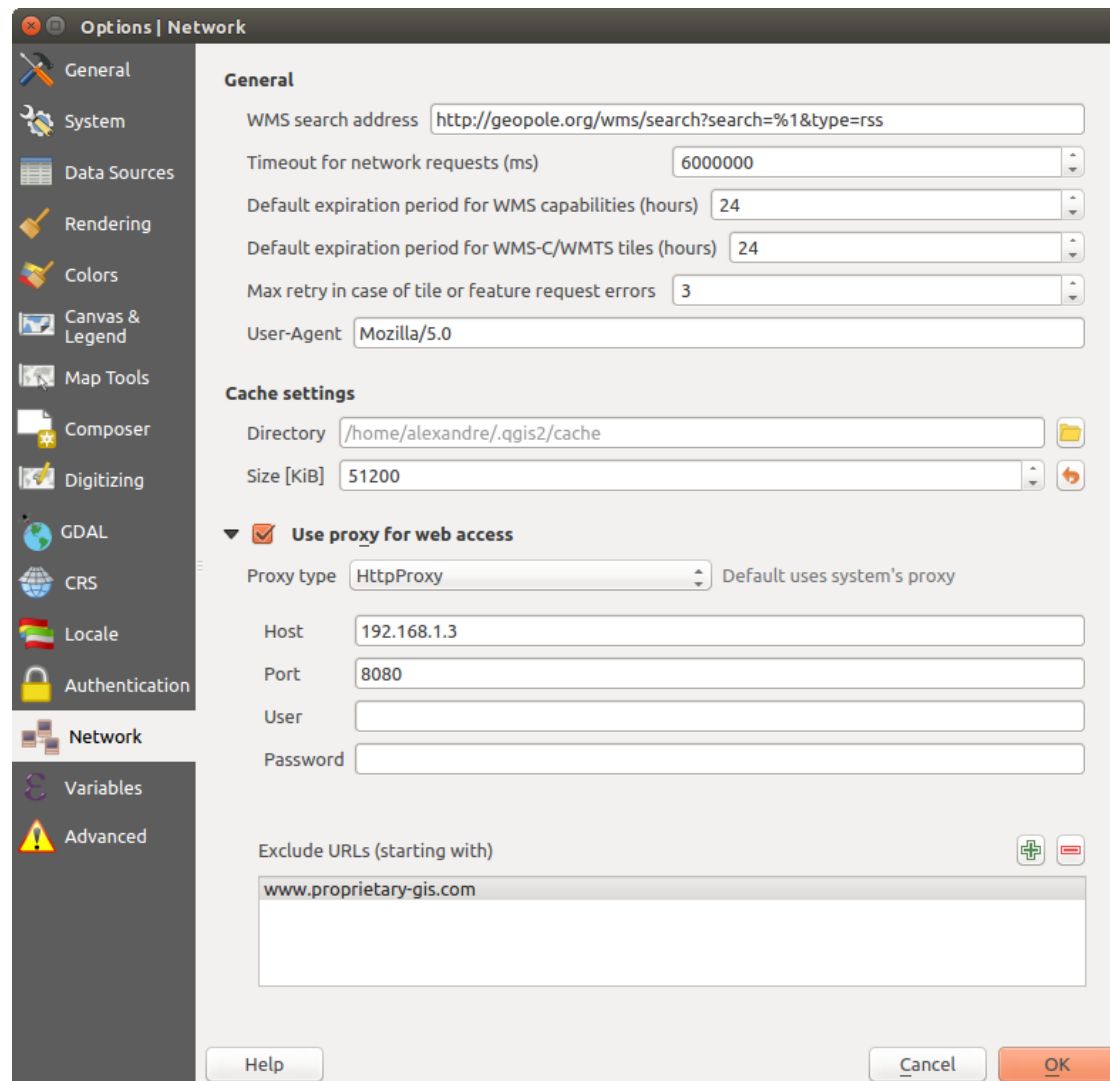 Options | Network
General
System
Data Sources
Rendering
Colors
Canvas &
Legend
Map Tools
Composer
Digitizing
GDAL
CRS
Locale
Authentication
Network
Variables
Advanced
General
WMS search address http://geopole.org/wms/search?search=%1&type=rss
Timeout for network requests (ms) 6000000
Default expiration period for WMS capabilities (hours) 24
Default expiration period for WMS-C/WMTS tiles (hours) 24
Max retry in case of tile or feature request errors 3
User-Agent Mozilla/5.0
Cache settings
Directory /home/alexandre/.qgis2/cache
Size [KiB] 51200
Use proxy for web access
Proxy type HttpProxy Default uses system's proxy
Host 192.168.1.3
Port 8080
User
Password
Exclude URLs (starting with)
www.proprietary-gis.com
Help Cancel OK